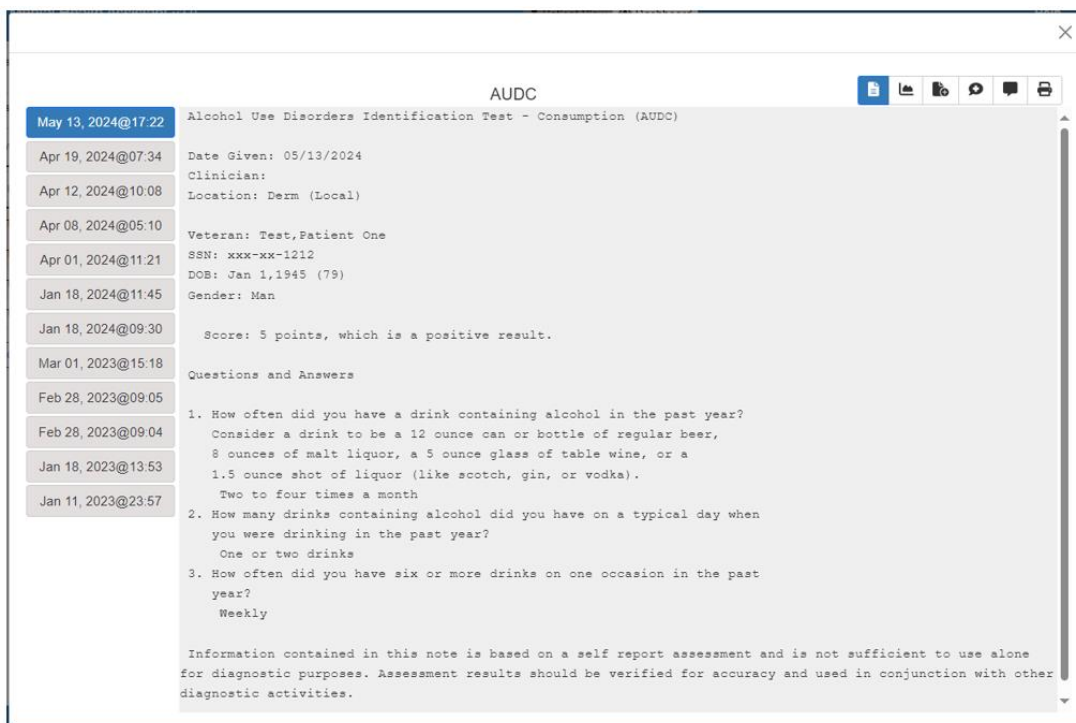 AUDC
May 13, 2024@17:22
Apr 19, 2024@07:34
Apr 12, 2024@10:08
Apr 08, 2024@05:10
Apr 01, 2024@11:21
Jan 18, 2024@11:45
Jan 18, 2024@09:30
Mar 01, 2023@15:18
Feb 28, 2023@09:05
Feb 28, 2023@09:04
Jan 18, 2023@13:53
Jan 11, 2023@23:57
Alcohol Use Disorders Identification Test - Consumption (AUDC)
Date Given: 05/13/2024
Clinician:
Location: Derm (Local)
Veteran: Test,Patient One
SSN: xxx-xx-1212
DOB: Jan 1,1945 (79)
Gender: Man
Score: 5 points, which is a positive result.
Questions and Answers
1. How often did you have a drink containing alcohol in the past year?
Consider a drink to be a 12 ounce can or bottle of regular beer,
8 ounces of malt liquor, a 5 ounce glass of table wine, or a
1.5 ounce shot of liquor (like scotch, gin, or vodka).
Two to four times a month
2. How many drinks containing alcohol did you have on a typical day when
you were drinking in the past year?
One or two drinks
3. How often did you have six or more drinks on one occasion in the past
year?
Weekly
Information contained in this note is based on a self report assessment and is not sufficient to use alone
for diagnostic purposes. Assessment results should be verified for accuracy and used in conjunction with other
diagnostic activities.